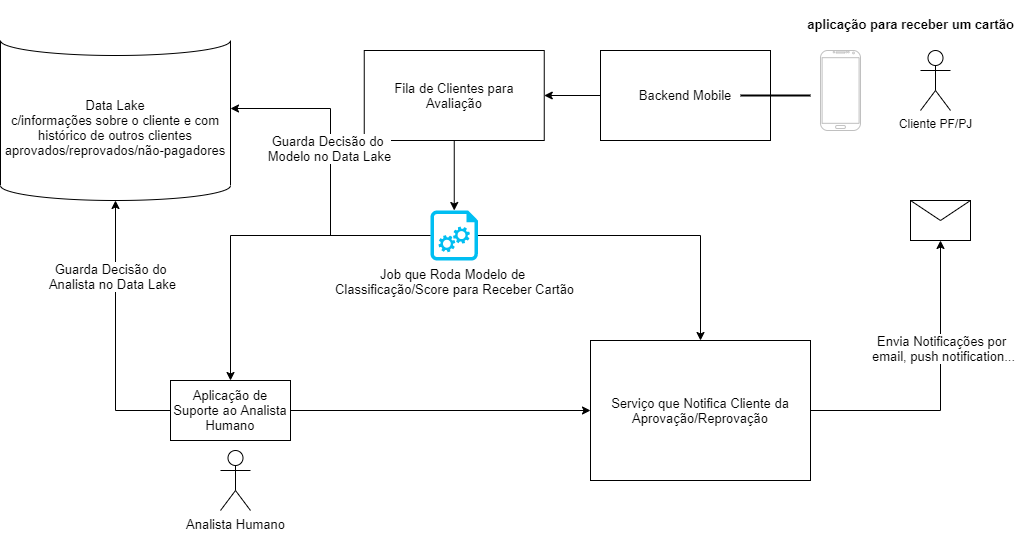 aplicação para receber um cartão
Data Lake
c/informações sobre o cliente e com
histórico de outros clientes
aprovados/reprovados/não-pagadores
Fila de Clientes para
Avaliação
Backend Mobile
Cliente PF/PJ
Guarda Decisão do
Modelo no Data Lake
Guarda Decisão do
Analista no Data Lake
Job que Roda Modelo de
Classificação/Score para Receber Cartão
Envia Notificações por
email, push notification...
Aplicação de
Suporte ao Analista
Humano
Serviço que Notifica Cliente da
Aprovação/Reprovação
Analista Humano